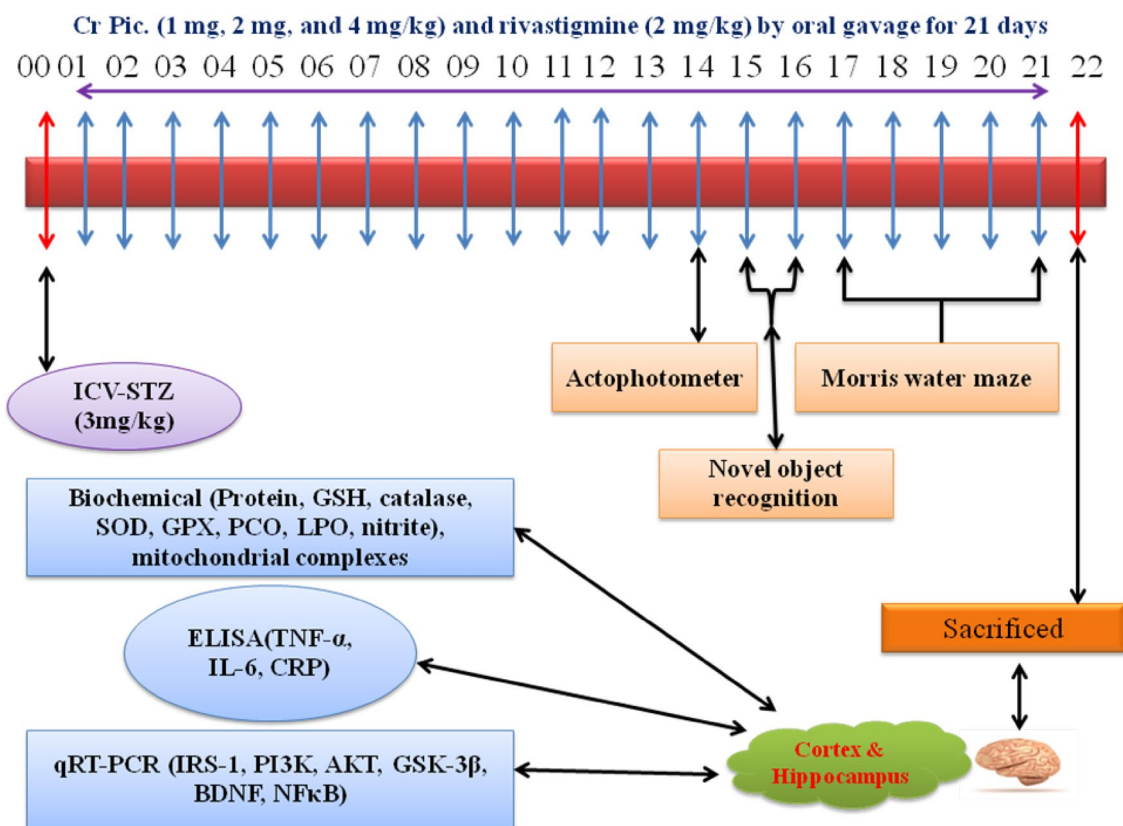 Cr Pic. (1 mg, 2 mg, and 4 mg/kg) and rivastigmine (2 mg/kg) by oral gavage for 21 days
00 01 02 03 04 05 06 07 08 09 10 11 12 13 14 15 16 17 18 19 20 21 22
ICV-STZ
(3mg/kg)
Actophotometer
Morris water maze
Novel object
recognition
Biochemical (Protein, GSH, catalase,
SOD, GPX, PCO, LPO, nitrite),
mitochondrial complexes
ELISA(TNF-α,
IL-6, CRP)
Sacrificed
qRT-PCR (IRS-1, PI3K, AKT, GSK-3β,
BDNF, NFκB)
Cortex &
Hippocampus